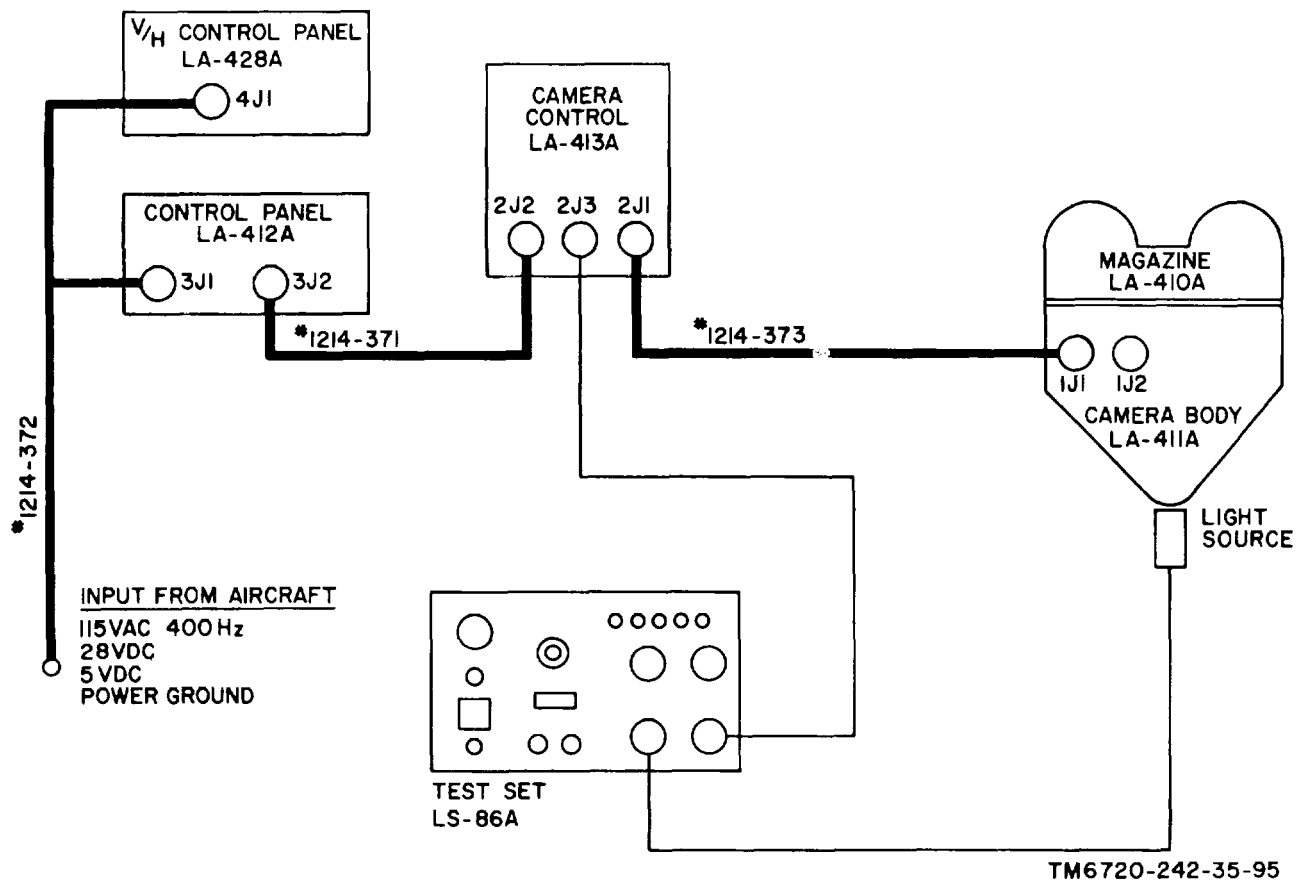 V/H CONTROL PANEL
LA-428A
4J1
CONTROL PANEL
LA-412A
3J1
3J2
*1214-371
*1214-372
INPUT FROM AIRCRAFT
115VAC 400Hz
28VDC
5VDC
POWER GROUND
CAMERA
CONTROL
LA-413A
2J2 2J3 2J1
*1214-373
MAGAZINE
LA-410A
1J1 1J2
CAMERA BODY
LA-411A
LIGHT
SOURCE
TEST SET
LS-86A
TM6720-242-35-95